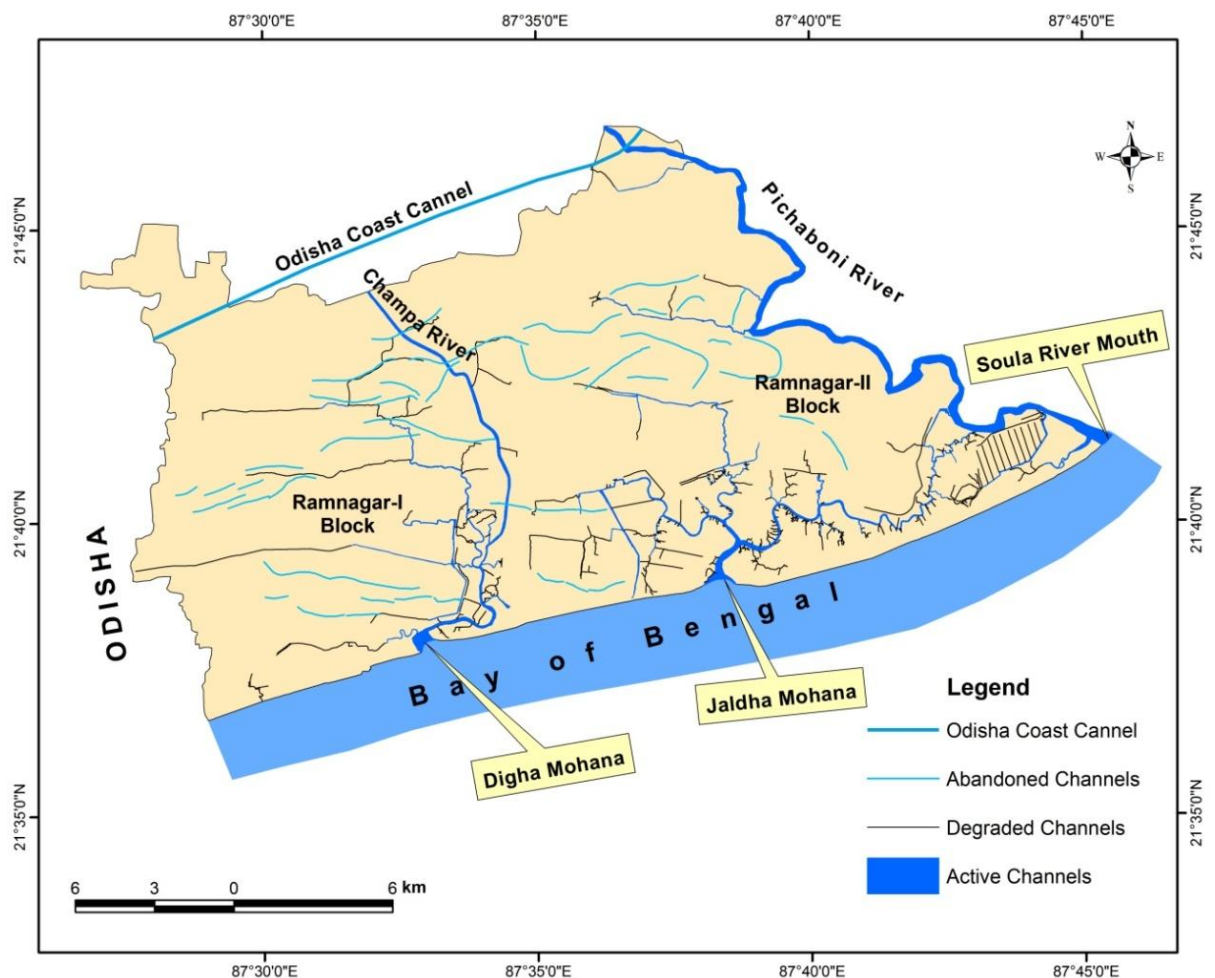 87°30'0"E 87°35'0"E 87°40'0"E 87°45'0"E
N
W E
S
21°45'0"N
21°45'0"N
Odisha Coast Cannel
Pichaboni River
Champa River
Soula River Mouth
Ramnagar-II
Block
Ramnagar-I
Block
21°40'0"N
21°40'0"N
ODISHA
Bay of Bengal
Jaldha Mohana
Digha Mohana
Legend
Odisha Coast Cannel
Abandoned Channels
Degraded Channels
Active Channels
21°35'0"N
21°35'0"N
6 3 0 6 km
87°30'0"E 87°35'0"E 87°40'0"E 87°45'0"E